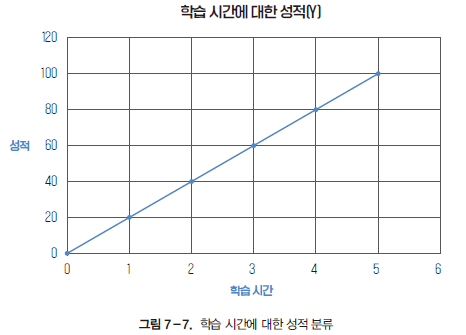 학습 시간에 대한 성적(Y)
120
100
80
성적 60
40
20
0
0 1 2 3 4 5 6
학습 시간
그림 7-7. 학습 시간에 대한 성적 분류